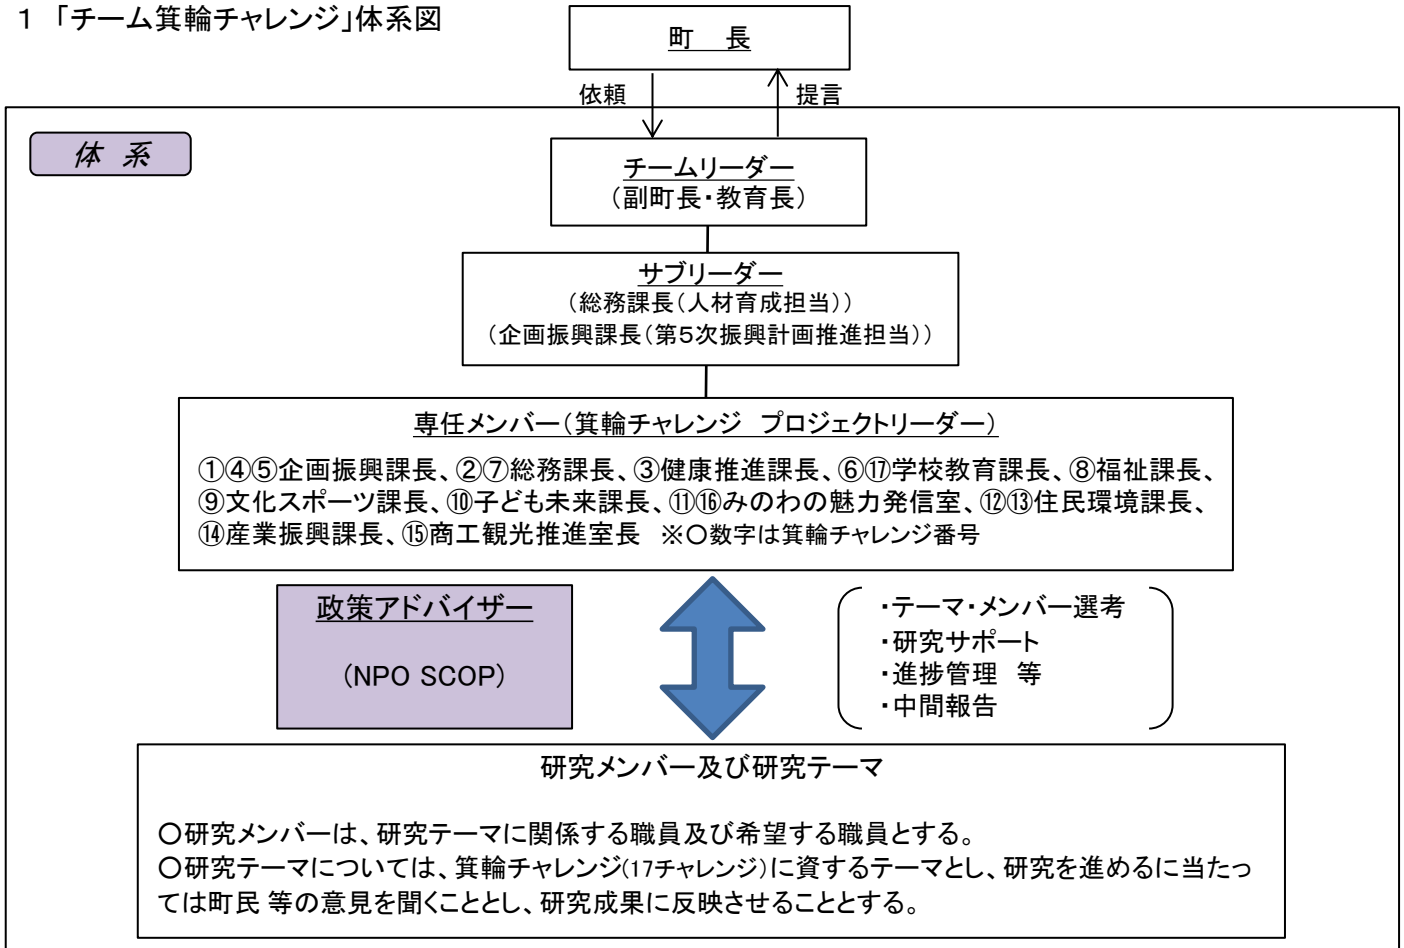 1 「チーム箕輪チャレンジ」体系図
町 長
依頼
提言
体 系
チームリーダー
(副町長・教育長)
サブリーダー
(総務課長(人材育成担当))
(企画振興課長(第5次振興計画推進担当))
専任メンバー(箕輪チャレンジ プロジェクトリーダー)
①④⑤企画振興課長、②⑦総務課長、③健康推進課長、⑥⑰学校教育課長、⑧福祉課長、
⑨文化スポーツ課長、⑩子ども未来課長、⑪⑯みのわの魅力発信室、⑫⑬住民環境課長、
⑭産業振興課長、⑮商工観光推進室長 ※〇数字は箕輪チャレンジ番号
政策アドバイザー
(NPO SCOP)
・テーマ・メンバー選考
・研究サポート
・進捗管理 等
・中間報告
研究メンバー及び研究テーマ
〇研究メンバーは、研究テーマに関係する職員及び希望する職員とする。
〇研究テーマについては、箕輪チャレンジ(17チャレンジ)に資するテーマとし、研究を進めるに当たっ
ては町民 等の意見を聞くこととし、研究成果に反映させることとする。